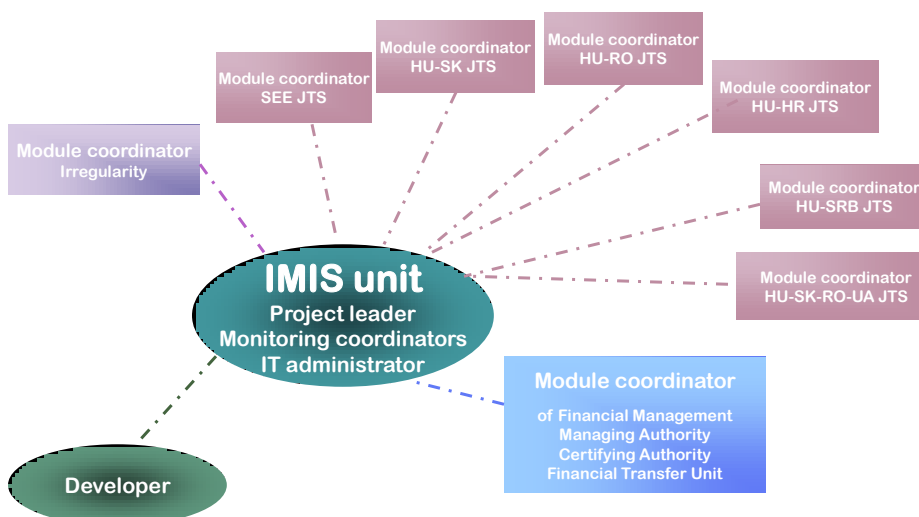 Module coordinator
SEE JTS
Module coordinator
HU-SK JTS
Module coordinator
HU-RO JTS
Module coordinator
HU-HR JTS
Module coordinator
Irregularity
Module coordinator
HU-SRB JTS
Module coordinator
HU-SK-RO-UA JTS
IMIS unit
Project leader
Monitoring coordinators
IT administrator
Module coordinator
of Financial Management
Managing Authority
Certifying Authority
Financial Transfer Unit
Developer